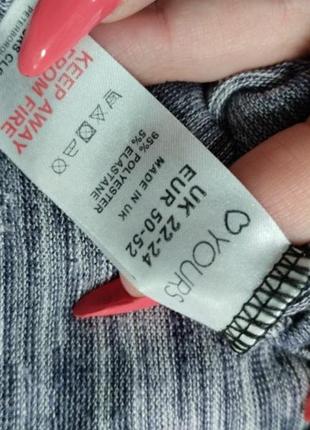 ♡ YOURS
UK 22-24
EUR 50-52
MADE IN UK
95% POLYESTER
5% ELASTANE
KEEP AWAY
FROM FIRE